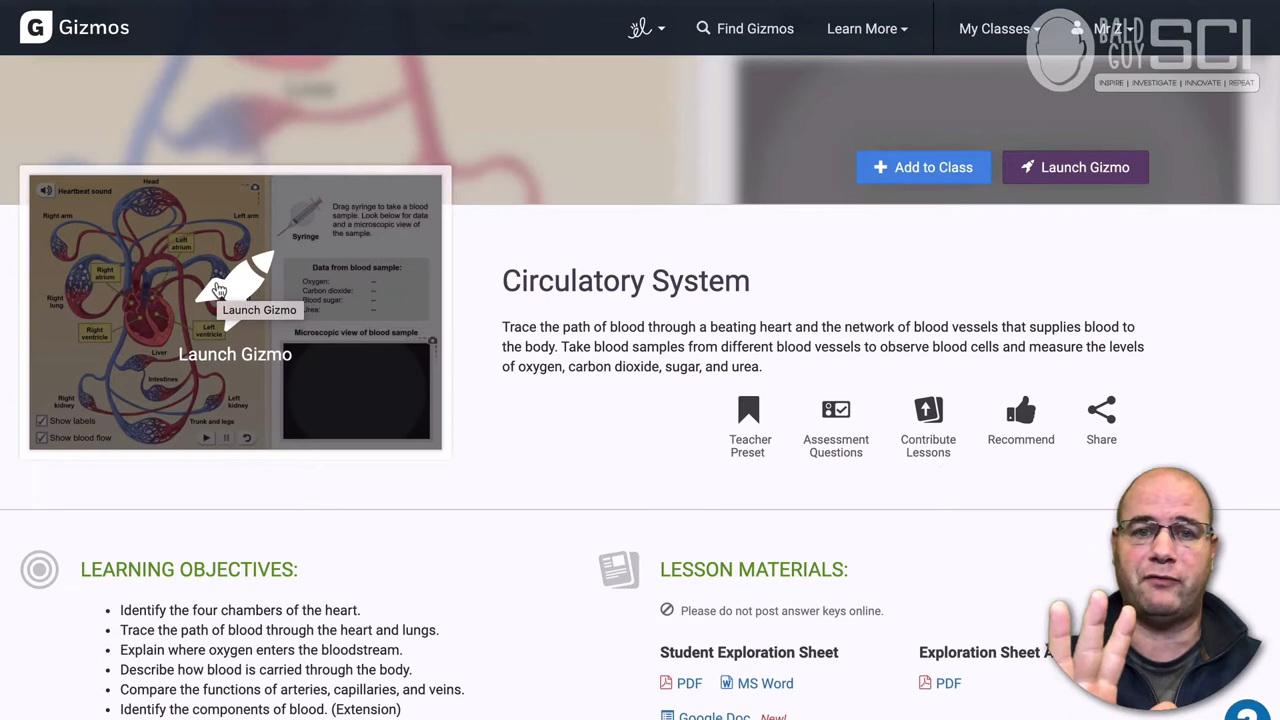 G Gizmos
Find Gizmos
Learn More
My Classes
Mr Z
BALD
GUY
SCI
INSPIRE | INVESTIGATE | INNOVATE | REPEAT
Liver
Add to Class
Launch Gizmo
Heartbeat sound
Head
Right arm
Left arm
Left
atrium
Right
atrium
Right
lung
Right
ventricle
Left
ventricle
Liver
Intestines
Right
kidney
Left
kidney
Trunk and legs
Show labels
Show blood flow
Syringe
Drag syringe to take a blood
sample. Look below for data
and a microscopic view of
the sample.
Data from blood sample:
Oxygen: –
Carbon dioxide: –
Blood sugar: –
Urea: –
Microscopic view of blood sample
Launch Gizmo
Launch Gizmo
Circulatory System
Trace the path of blood through a beating heart and the network of blood vessels that supplies blood to
the body. Take blood samples from different blood vessels to observe blood cells and measure the levels
of oxygen, carbon dioxide, sugar, and urea.
Teacher
Preset
Assessment
Questions
Contribute
Lessons
Recommend
Share
LEARNING OBJECTIVES:
• Identify the four chambers of the heart.
• Trace the path of blood through the heart and lungs.
• Explain where oxygen enters the bloodstream.
• Describe how blood is carried through the body.
• Compare the functions of arteries, capillaries, and veins.
• Identify the components of blood. (Extension)
LESSON MATERIALS:
Please do not post answer keys online.
Student Exploration Sheet
PDF
MS Word
Google Doc New!
Exploration Sheet
PDF